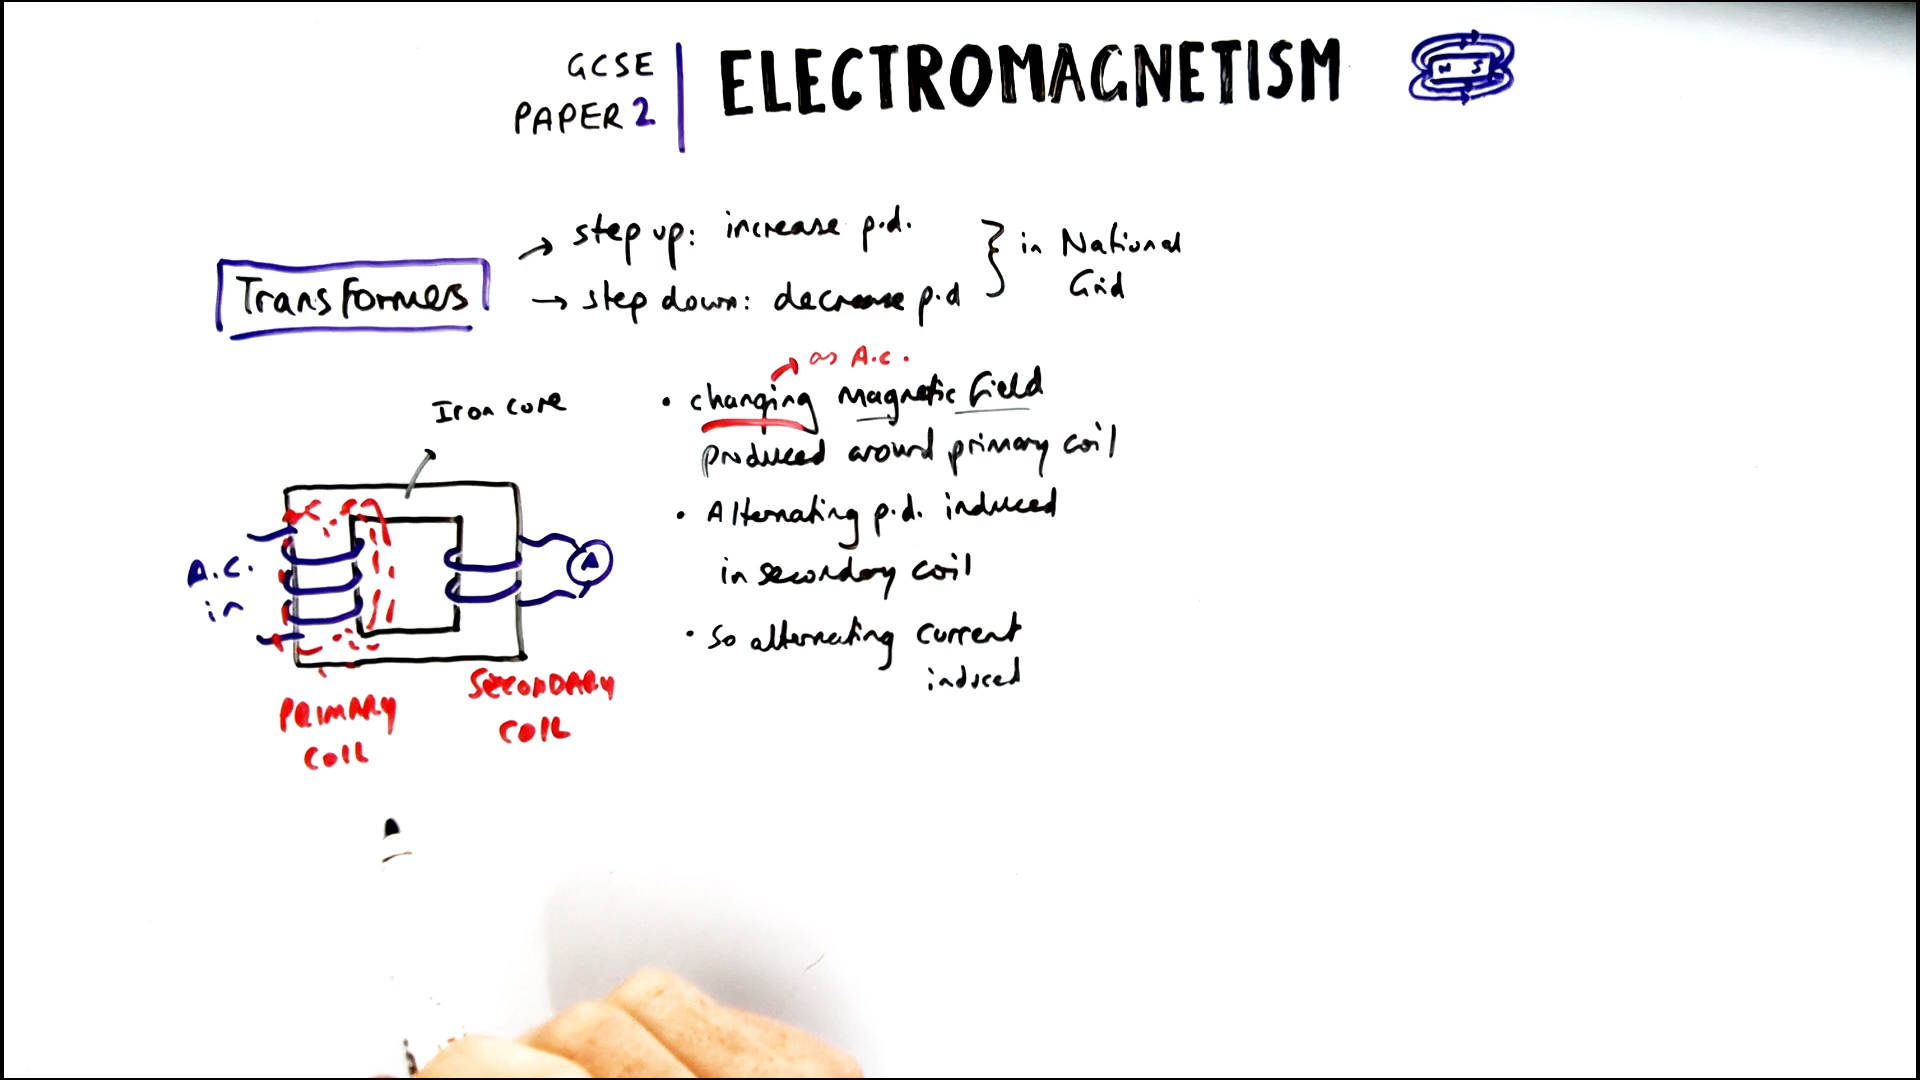 GCSE
PAPER 2
ELECTROMAGNETISM
N S
Transformers
→ step up: increase p.d.
→ step down: decrease p.d
} in National
Grid
as A.C.
Iron core
• changing magnetic field
produced around primary coil
• Alternating p.d. induced
in secondary coil
• So alternating current
induced
A.C.
in
A
PRIMARY
COIL
SECONDARY
COIL